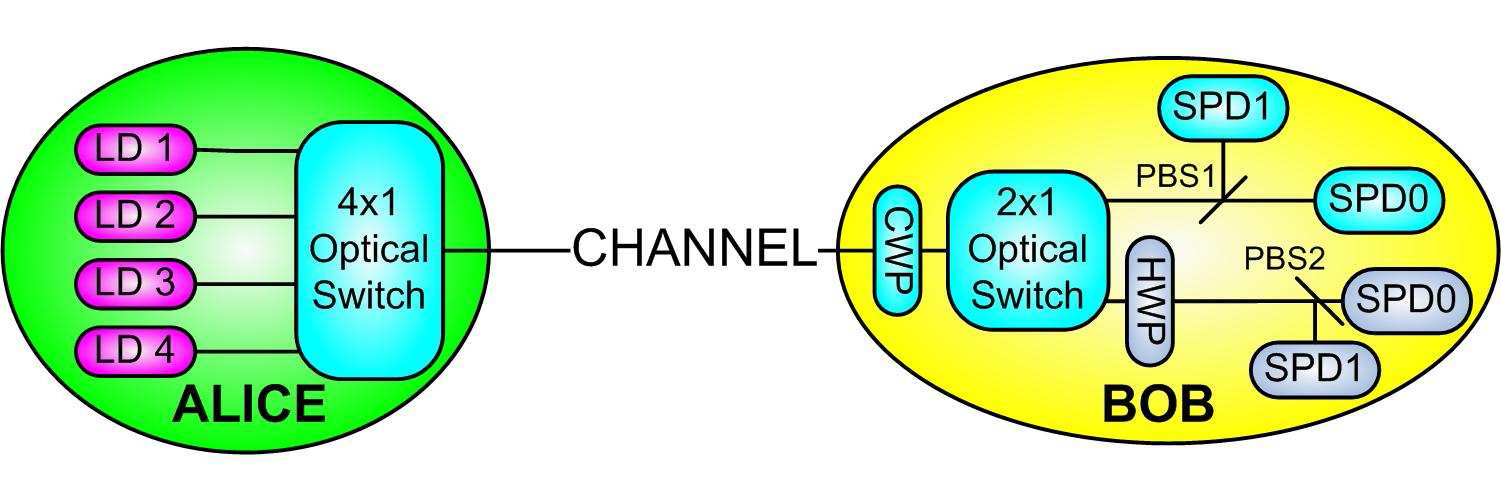 LD 1
LD 2
LD 3
LD 4
4x1
Optical
Switch
ALICE
CHANNEL
CWP
2x1
Optical
Switch
SPD1
PBS1
SPD0
HWP
PBS2
SPD0
SPD1
BOB